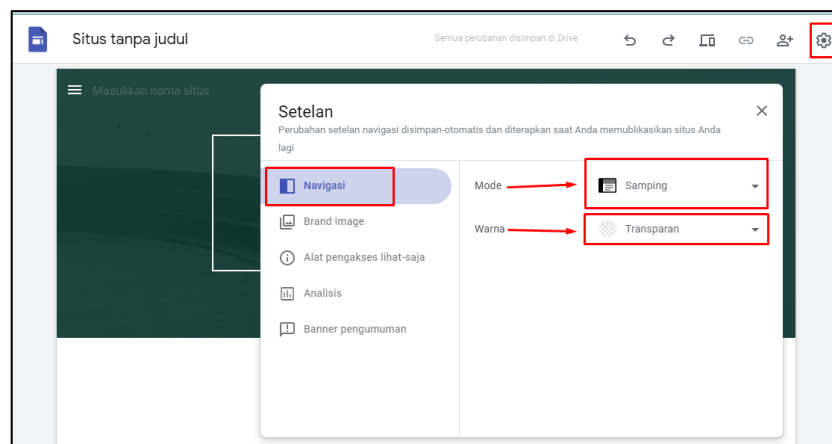 Situs tanpa judul
Semua perubahan disimpan di Drive
Masukkan nama situs
Setelan
Perubahan setelan navigasi disimpan-otomatis dan diterapkan saat Anda memublikasikan situs Anda
lagi
Navigasi
Mode
Samping
Brand image
Warna
Transparan
Alat pengakses lihat-saja
Analisis
Banner pengumuman